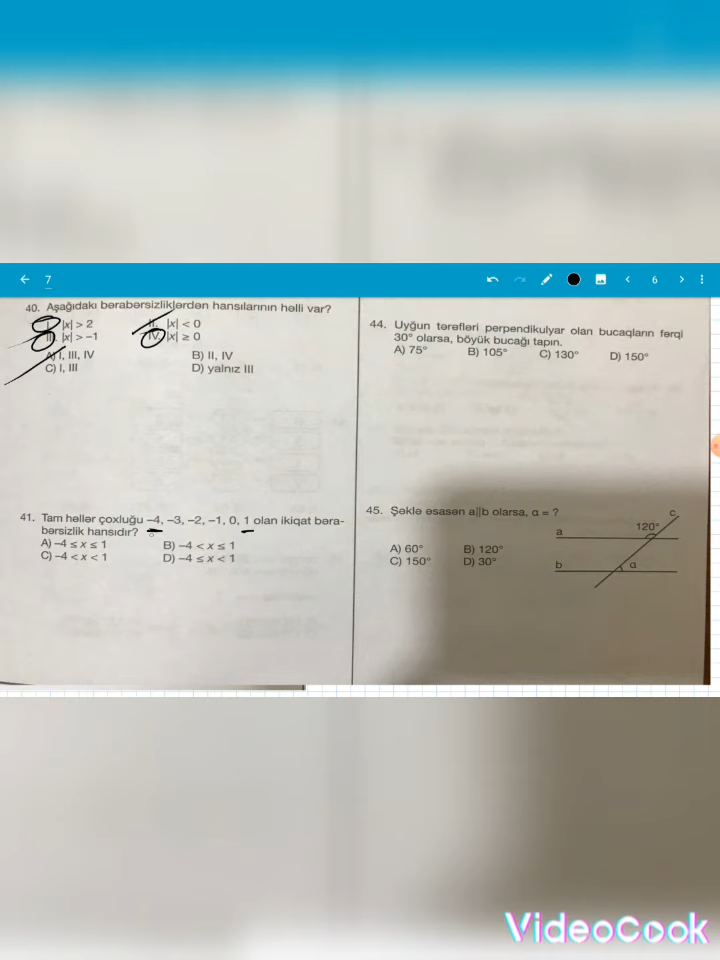 7
6
40. Aşağıdakı bərabərsizliklərdən hansılarının həlli var?
|x| > 2
|x| < 0
III. |x| > −1
IV. |x| ≥ 0
A) I, III, IV
B) II, IV
C) I, III
D) yalnız III
41. Tam həllər çoxluğu −4, −3, −2, −1, 0, 1 olan ikiqat bəra-
bərsizlik hansıdır?
A) −4 ≤ x ≤ 1
B) −4 < x ≤ 1
C) −4 < x < 1
D) −4 ≤ x < 1
44. Uyğun tərəfləri perpendikulyar olan bucaqların fərqi
30° olarsa, böyük bucağı tapın.
A) 75°
B) 105°
C) 130°
D) 150°
45. Şəklə əsasən a||b olarsa, α = ?
A) 60°
B) 120°
C) 150°
D) 30°
c
120°
a
b
α
VideoCook